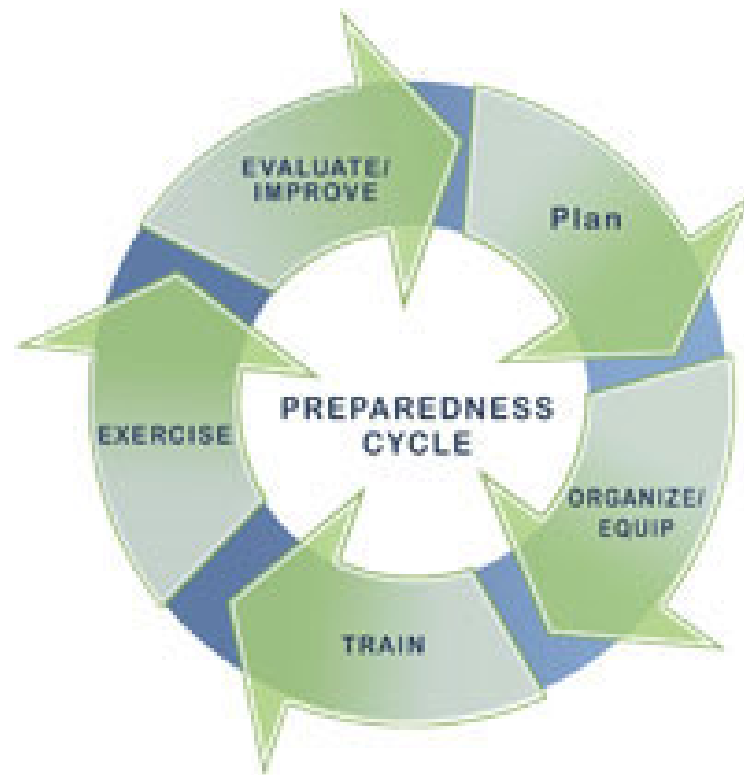 PREPAREDNESS
CYCLE
Plan
ORGANIZE/
EQUIP
TRAIN
EXERCISE
EVALUATE/
IMPROVE